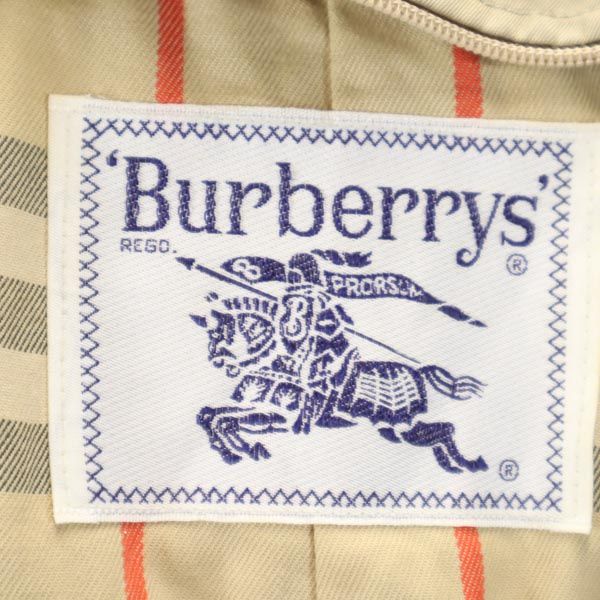 'Burberrys'
REGD. ®
PRORSUM
B
®